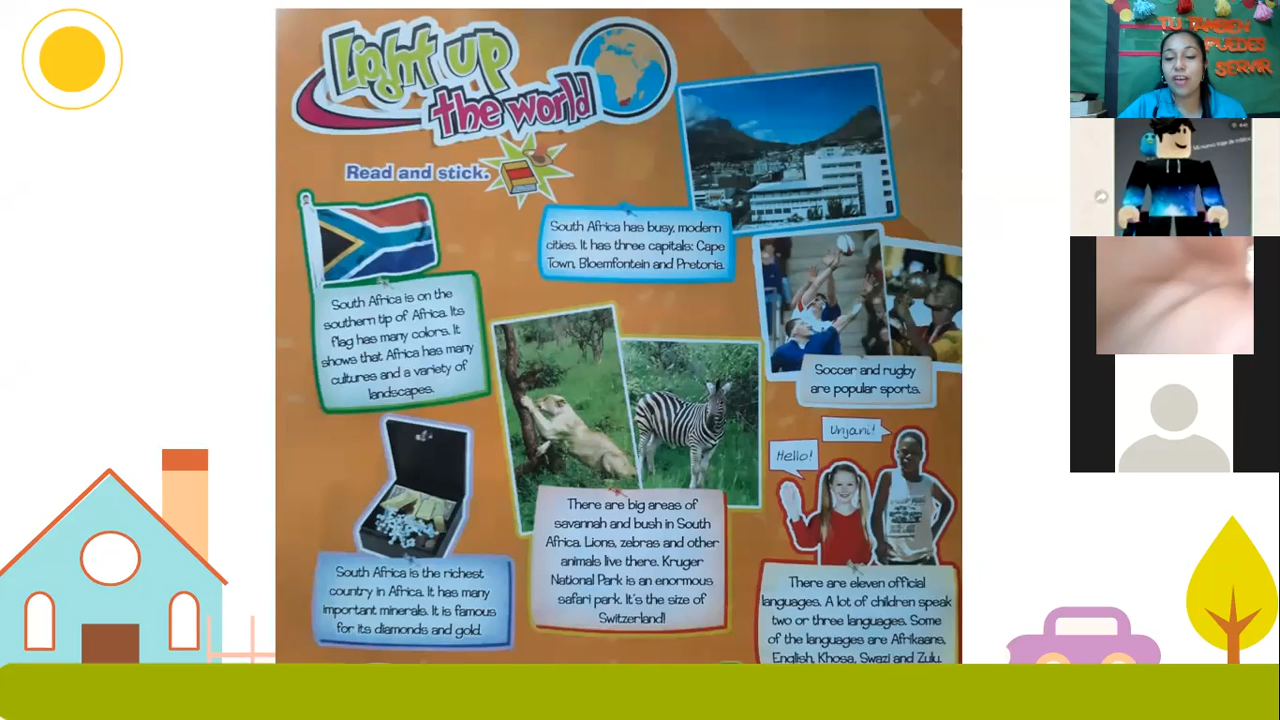 Light up
the world
Read and stick.
South Africa has busy, modern
cities. It has three capitals: Cape
Town, Bloemfontein and Pretoria.
South Africa is on the
southern tip of Africa. Its
flag has many colors. It
shows that Africa has many
cultures and a variety of
landscapes.
Soccer and rugby
are popular sports.
Unjani!
Hello!
There are big areas of
savannah and bush in South
Africa. Lions, zebras and other
animals live there. Kruger
National Park is an enormous
safari park. It's the size of
Switzerland!
South Africa is the richest
country in Africa. It has many
important minerals. It is famous
for its diamonds and gold.
There are eleven official
languages. A lot of children speak
two or three languages. Some
of the languages are Afrikaans,
English, Khosa, Swazi and Zulu.
TU TAMBIEN
PUEDES
SERVIR